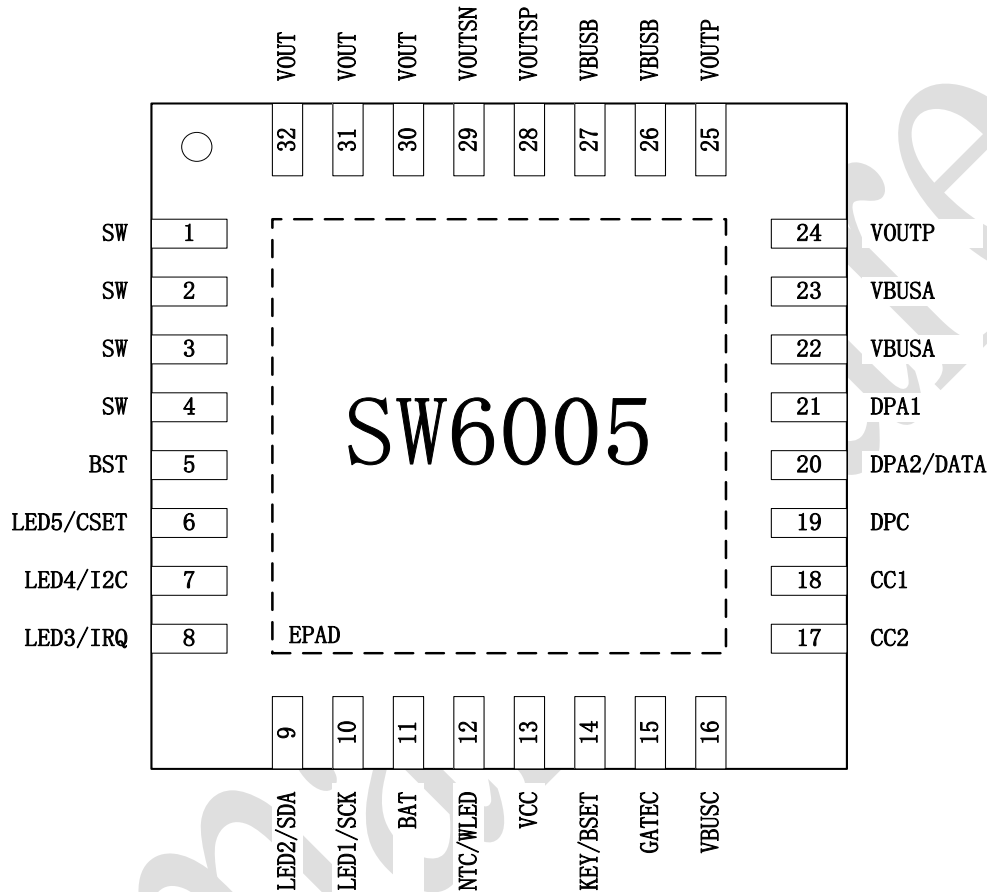 VOUT VOUT VOUT VOUTSN VOUTSP VBUSB VBUSB VOUTP
32 31 30 29 28 27 26 25
SW 1 24 VOUTP
SW 2 23 VBUSA
SW 3 22 VBUSA
SW 4 21 DPA1
SW6005
BST 5 20 DPA2/DATA
LED5/CSET 6 19 DPC
LED4/I2C 7 18 CC1
LED3/IRQ 8 EPAD 17 CC2
9 10 11 12 13 14 15 16
LED2/SDA LED1/SCK BAT NTC/WLED VCC KEY/BSET GATEC VBUSC